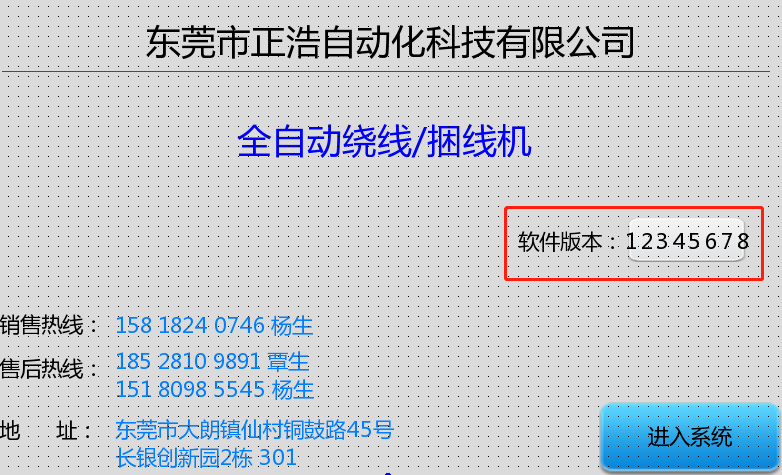 东莞市正浩自动化科技有限公司
全自动绕线/捆线机
软件版本：12345678
销售热线： 158 1824 0746 杨生
售后热线： 185 2810 9891 覃生
151 8098 5545 杨生
地 址： 东莞市大朗镇仙村铜鼓路45号
长银创新园2栋 301
进入系统